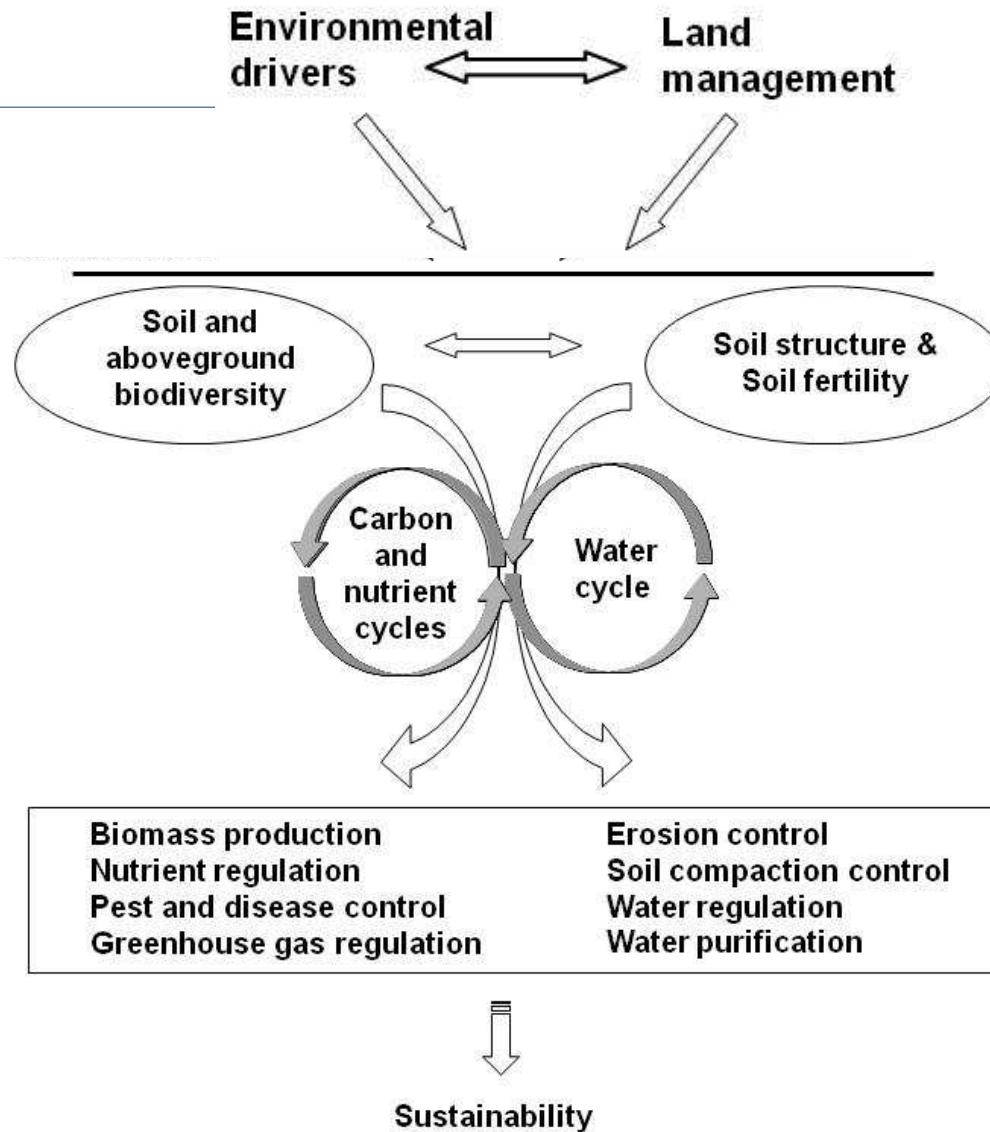 Environmental
drivers
Land
management
Soil and
aboveground
biodiversity
Soil structure &
Soil fertility
Carbon
and
nutrient
cycles
Water
cycle
Biomass production
Nutrient regulation
Pest and disease control
Greenhouse gas regulation
Erosion control
Soil compaction control
Water regulation
Water purification
Sustainability